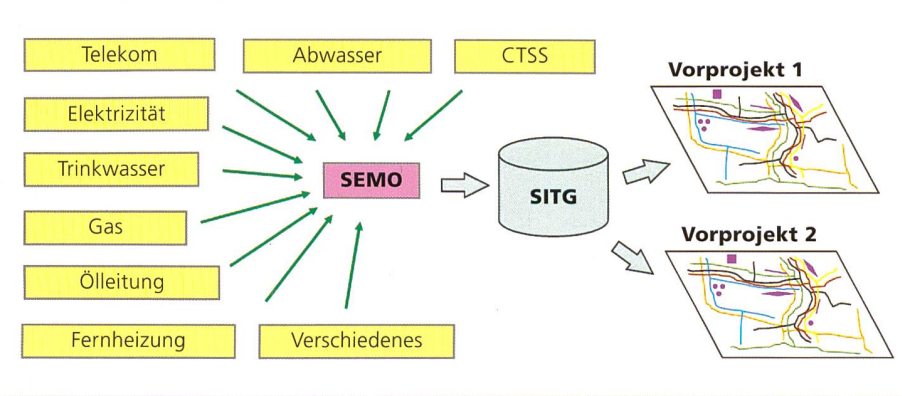 Telekom
Abwasser
CTSS
Elektrizität
Trinkwasser
Gas
Ölleitung
Fernheizung
Verschiedenes
SEMO
SITG
Vorprojekt 1
Vorprojekt 2